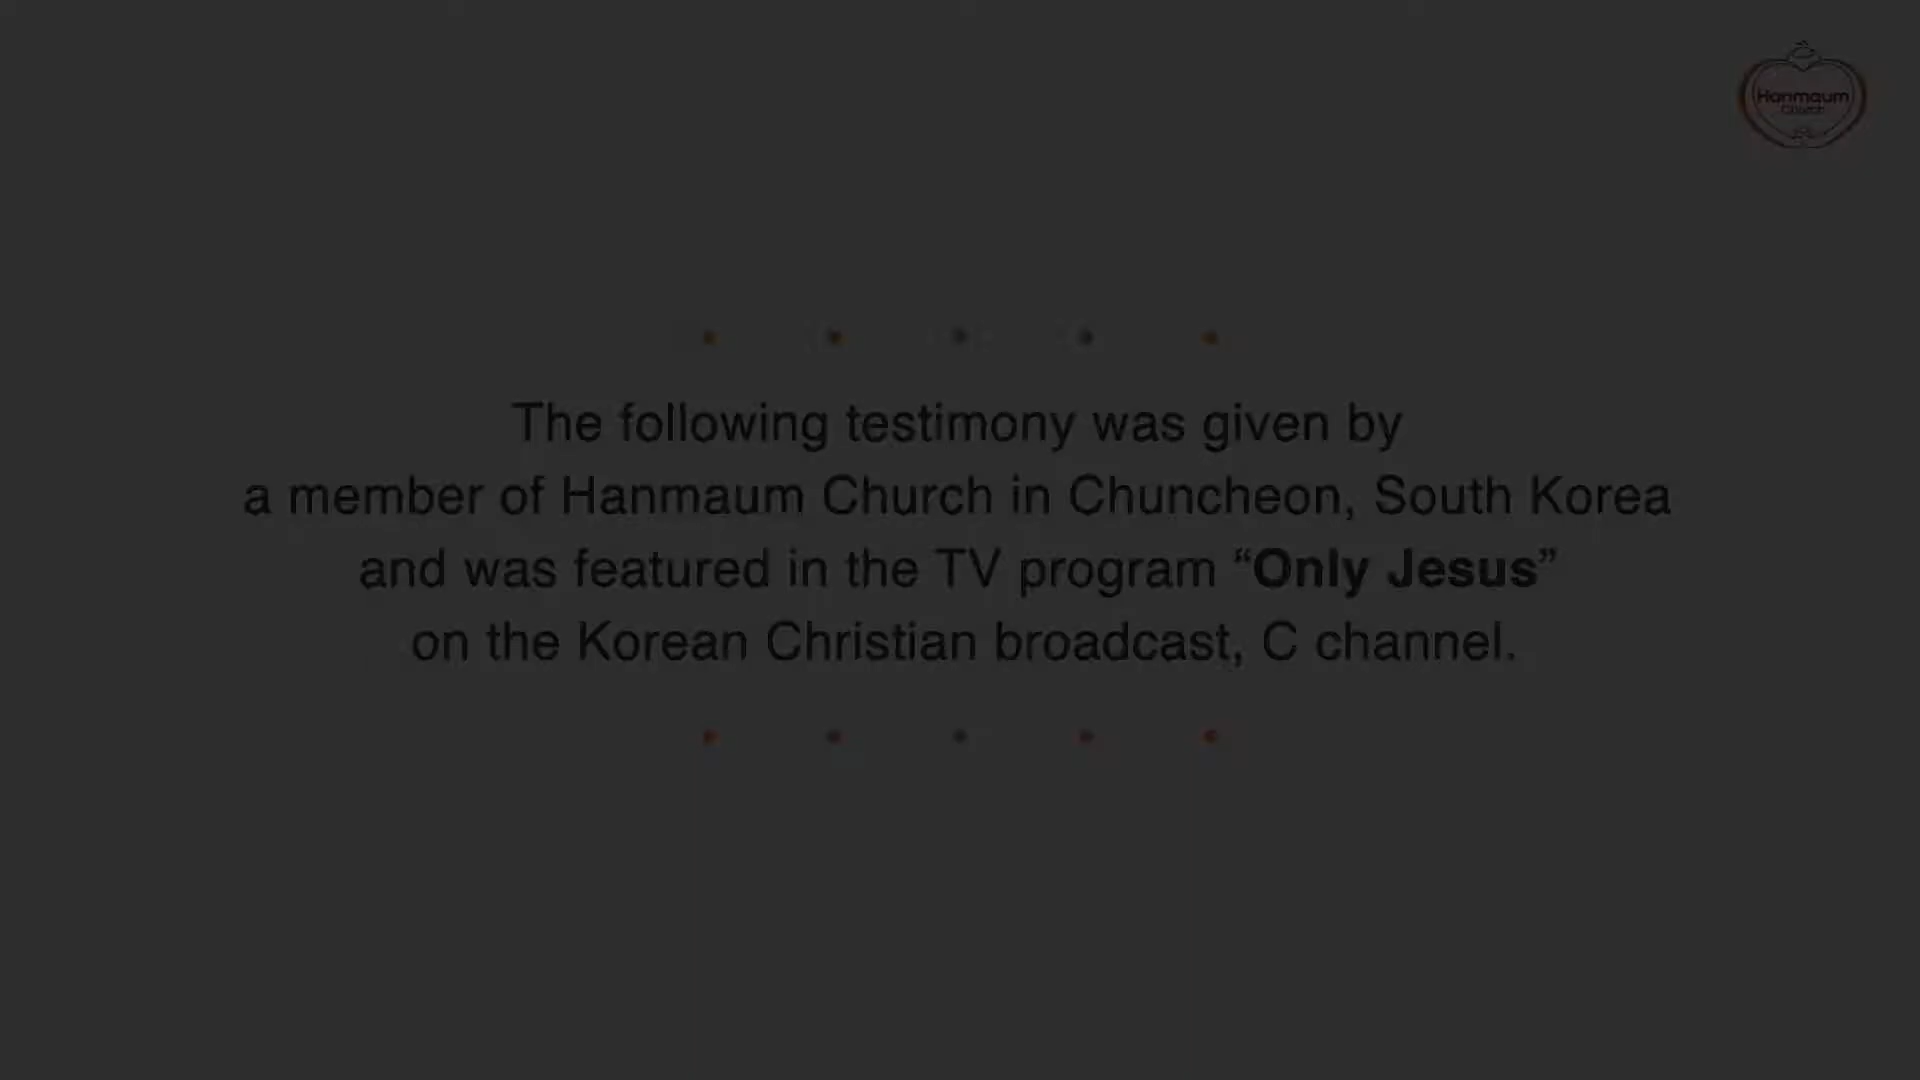 Hanmaum
Church
The following testimony was given by
a member of Hanmaum Church in Chuncheon, South Korea
and was featured in the TV program “Only Jesus”
on the Korean Christian broadcast, C channel.